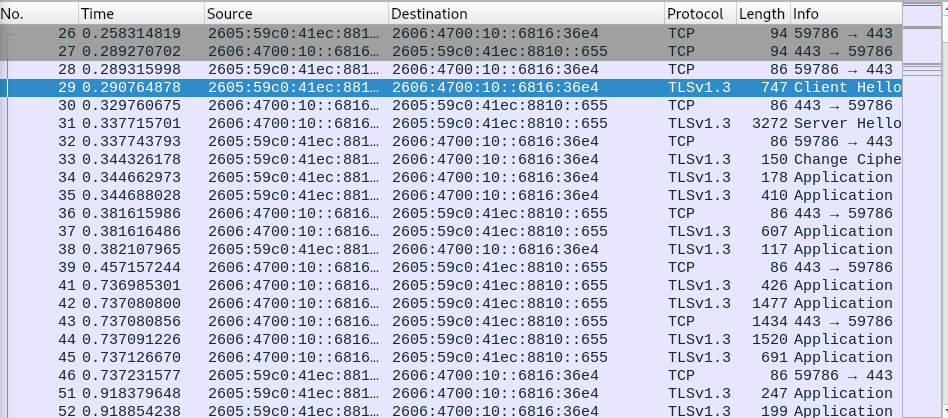 No. Time Source Destination Protocol Length Info
26 0.258314819 2605:59c0:41ec:881… 2606:4700:10::6816:36e4 TCP 94 59786 → 443
27 0.289270702 2606:4700:10::6816… 2605:59c0:41ec:8810::655 TCP 94 443 → 59786
28 0.289315998 2605:59c0:41ec:881… 2606:4700:10::6816:36e4 TCP 86 59786 → 443
29 0.290764878 2605:59c0:41ec:881… 2606:4700:10::6816:36e4 TLSv1.3 747 Client Hello
30 0.329760675 2606:4700:10::6816… 2605:59c0:41ec:8810::655 TCP 86 443 → 59786
31 0.337715701 2606:4700:10::6816… 2605:59c0:41ec:8810::655 TLSv1.3 3272 Server Hello
32 0.337743793 2605:59c0:41ec:881… 2606:4700:10::6816:36e4 TCP 86 59786 → 443
33 0.344326178 2605:59c0:41ec:881… 2606:4700:10::6816:36e4 TLSv1.3 150 Change Ciphe
34 0.344662973 2605:59c0:41ec:881… 2606:4700:10::6816:36e4 TLSv1.3 178 Application
35 0.344688028 2605:59c0:41ec:881… 2606:4700:10::6816:36e4 TLSv1.3 410 Application
36 0.381615986 2606:4700:10::6816… 2605:59c0:41ec:8810::655 TCP 86 443 → 59786
37 0.381616486 2606:4700:10::6816… 2605:59c0:41ec:8810::655 TLSv1.3 607 Application
38 0.382107965 2605:59c0:41ec:881… 2606:4700:10::6816:36e4 TLSv1.3 117 Application
39 0.457157244 2606:4700:10::6816… 2605:59c0:41ec:8810::655 TCP 86 443 → 59786
41 0.736985301 2606:4700:10::6816… 2605:59c0:41ec:8810::655 TLSv1.3 426 Application
42 0.737080800 2606:4700:10::6816… 2605:59c0:41ec:8810::655 TLSv1.3 1477 Application
43 0.737080856 2606:4700:10::6816… 2605:59c0:41ec:8810::655 TCP 1434 443 → 59786
44 0.737091226 2606:4700:10::6816… 2605:59c0:41ec:8810::655 TLSv1.3 1520 Application
45 0.737126670 2606:4700:10::6816… 2605:59c0:41ec:8810::655 TLSv1.3 691 Application
46 0.737231577 2605:59c0:41ec:881… 2606:4700:10::6816:36e4 TCP 86 59786 → 443
51 0.918379648 2605:59c0:41ec:881… 2606:4700:10::6816:36e4 TLSv1.3 247 Application
52 0.918854238 2605:59c0:41ec:881… 2606:4700:10::6816:36e4 TLSv1.3 199 Application